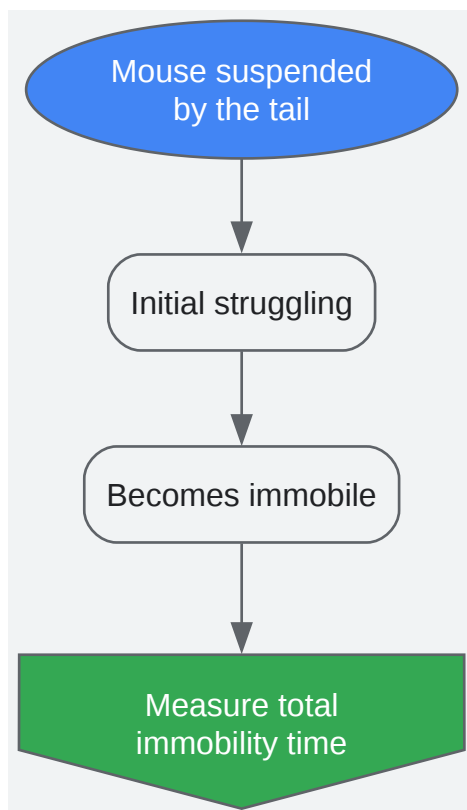 Mouse suspended
by the tail
Initial struggling
Becomes immobile
Measure total
immobility time